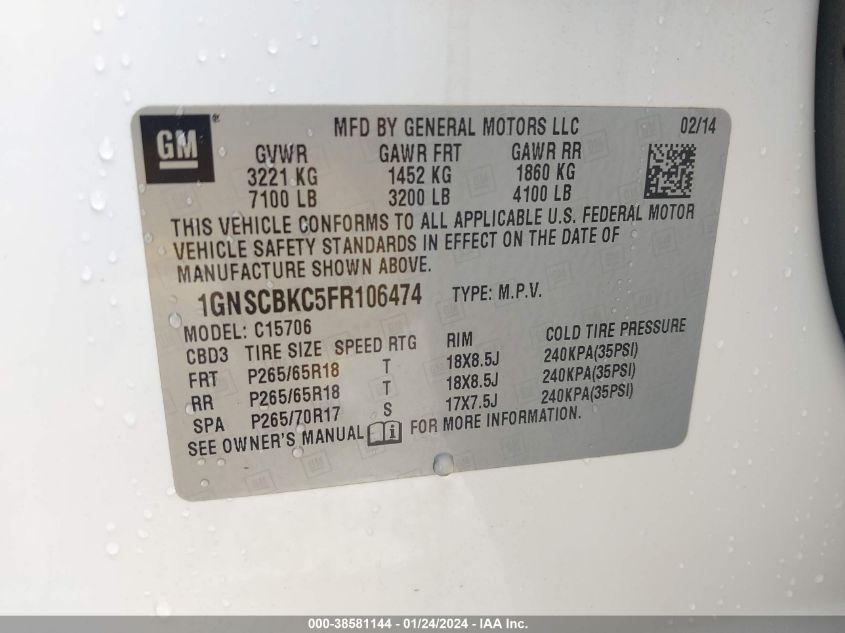 GM ®
MFD BY GENERAL MOTORS LLC 02/14
GVWR GAWR FRT GAWR RR
3221 KG 1452 KG 1860 KG
7100 LB 3200 LB 4100 LB
THIS VEHICLE CONFORMS TO ALL APPLICABLE U.S. FEDERAL MOTOR
VEHICLE SAFETY STANDARDS IN EFFECT ON THE DATE OF
MANUFACTURE SHOWN ABOVE.
1GNSCBKC5FR106474 TYPE: M.P.V.
MODEL: C15706
CBD3 TIRE SIZE SPEED RTG RIM COLD TIRE PRESSURE
FRT P265/65R18 T 18X8.5J 240KPA(35PSI)
RR P265/65R18 T 18X8.5J 240KPA(35PSI)
SPA P265/70R17 S 17X7.5J 240KPA(35PSI)
SEE OWNER'S MANUAL i FOR MORE INFORMATION.
000-38581144 - 01/24/2024 - IAA Inc.